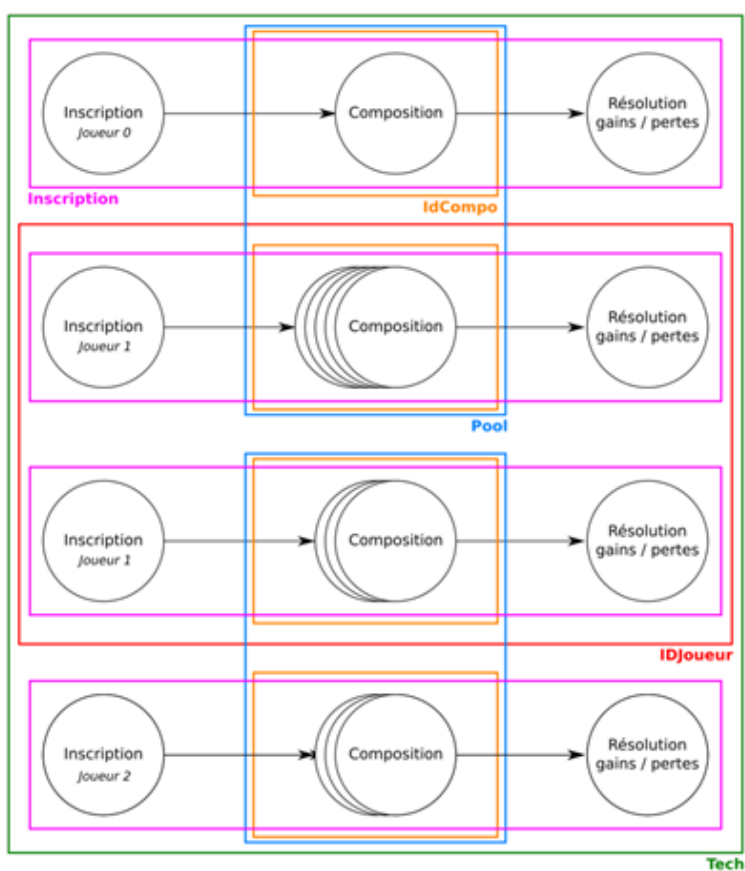 Inscription
Joueur 0
Composition
Résolution
gains / pertes
Inscription
IdCompo
Inscription
Joueur 1
Composition
Résolution
gains / pertes
Pool
Inscription
Joueur 1
Composition
Résolution
gains / pertes
IDJoueur
Inscription
Joueur 2
Composition
Résolution
gains / pertes
Tech